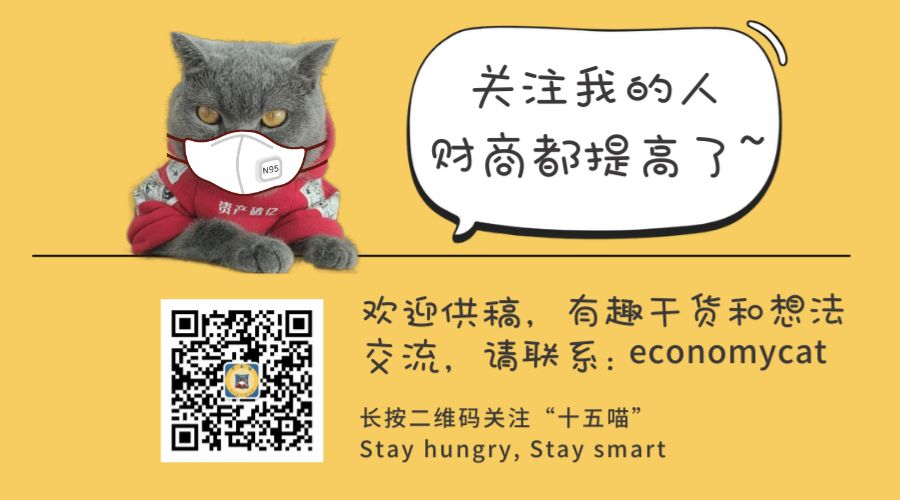 关注我的人
财商都提高了~
N95
资产破亿
欢迎供稿，有趣干货和想法
交流，请联系：economycat
长按二维码关注“十五喵”
Stay hungry, Stay smart